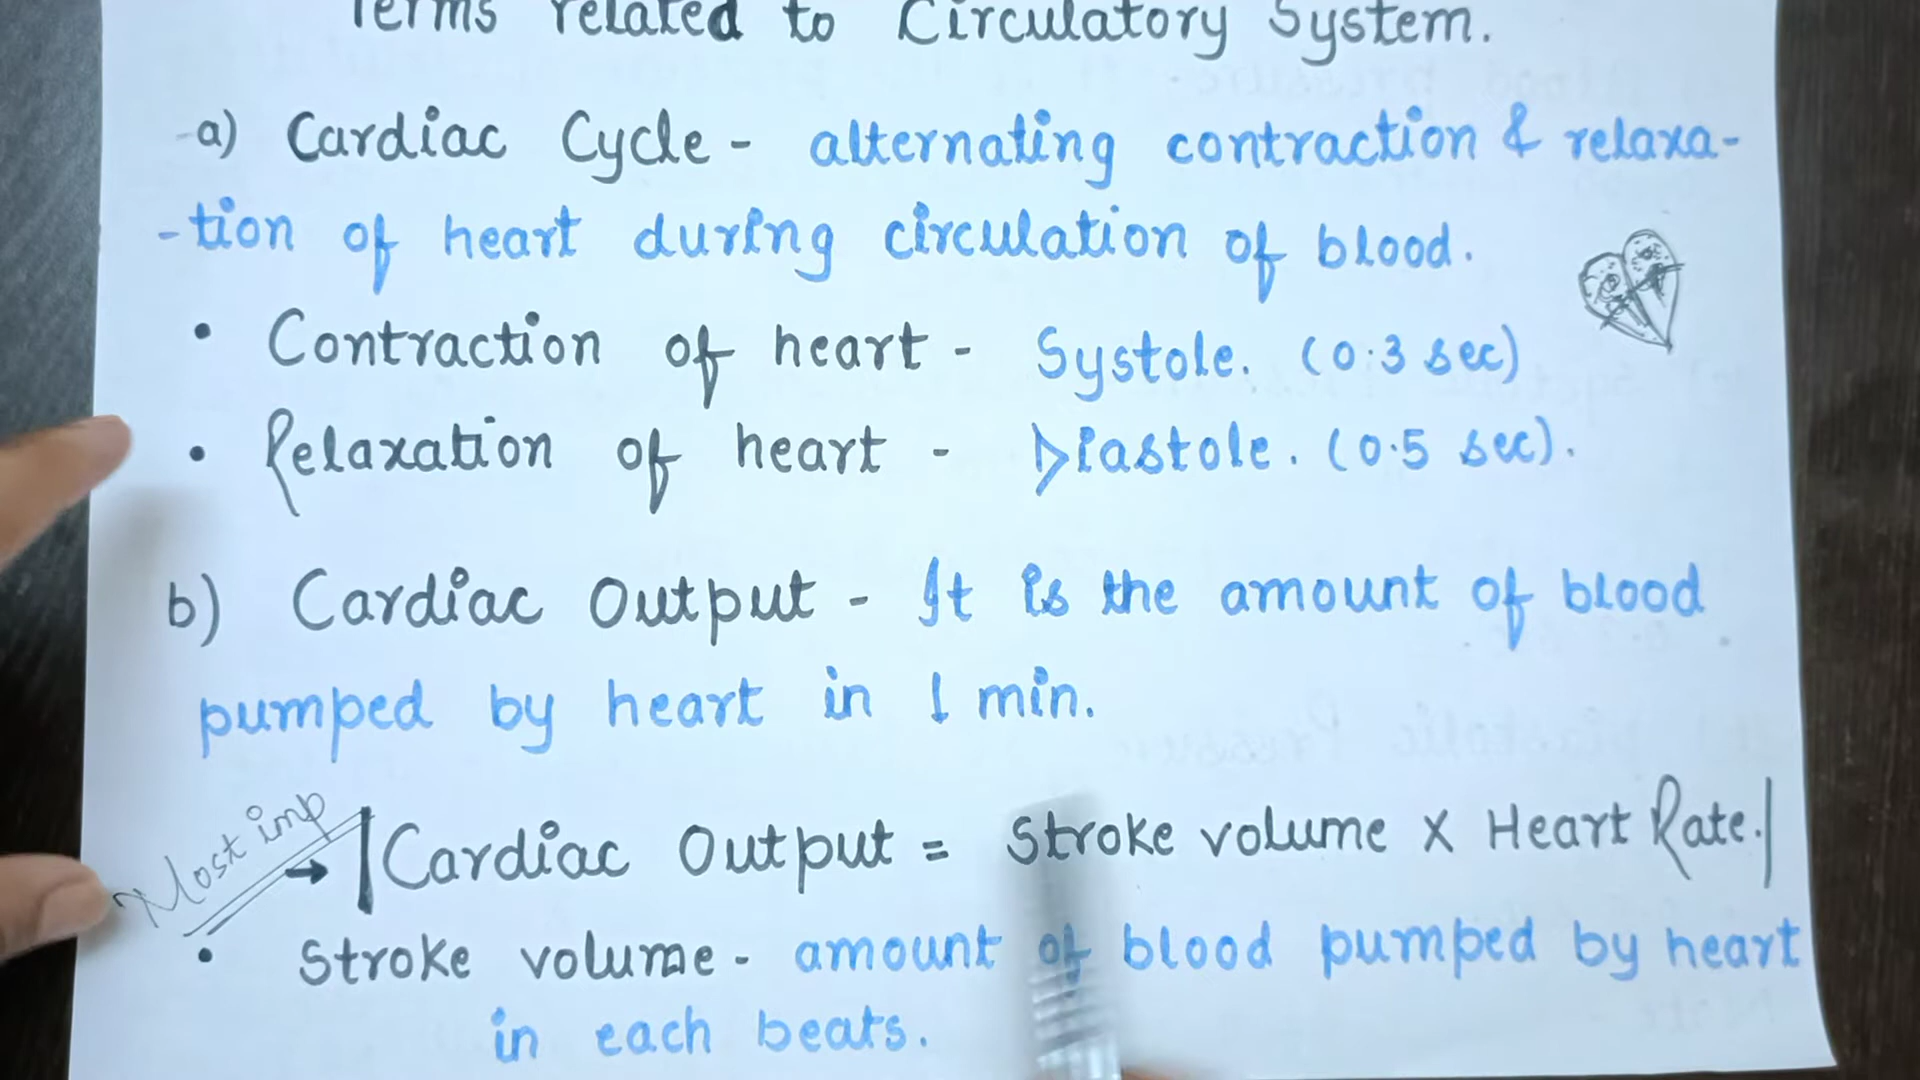 Terms related to Circulatory System.
a) Cardiac Cycle - alternating contraction & relaxa-
-tion of heart during circulation of blood.
• Contraction of heart - Systole. (0.3 sec)
• Relaxation of heart - Diastole. (0.5 sec).
b) Cardiac Output - It is the amount of blood
pumped by heart in 1 min.
Most imp
→ |Cardiac Output = Stroke volume X Heart Rate.|
• Stroke volume - amount of blood pumped by heart
in each beats.